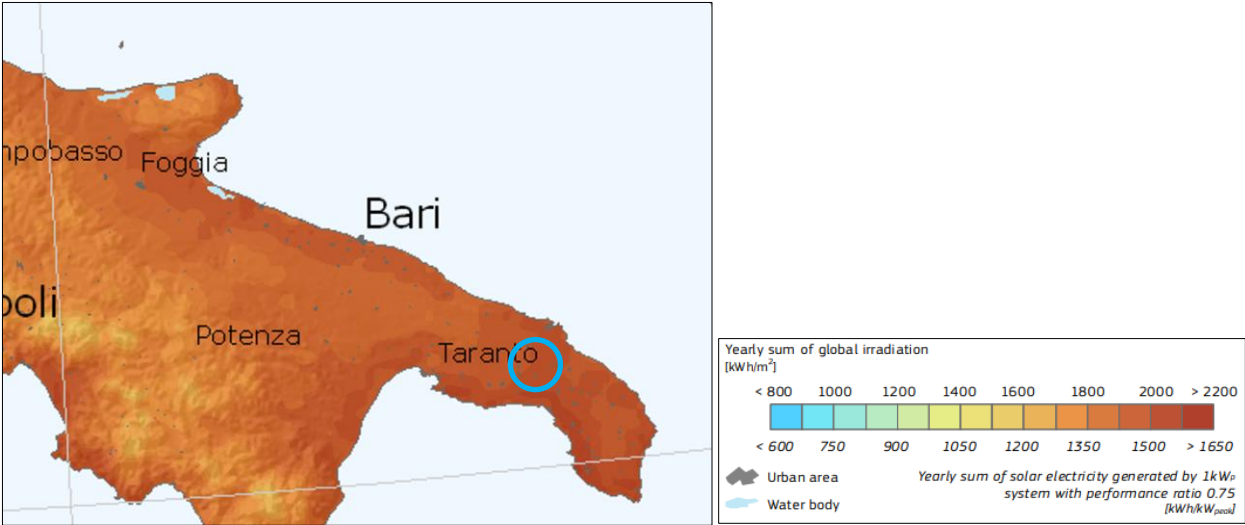 mpobasso
Foggia
Bari
poli
Potenza
Taranto
Yearly sum of global irradiation
[kWh/m²]
< 800 1000 1200 1400 1600 1800 2000 > 2200
< 600 750 900 1050 1200 1350 1500 > 1650
Urban area
Water body
Yearly sum of solar electricity generated by 1kWp
system with performance ratio 0.75
[kWh/kWpeak]